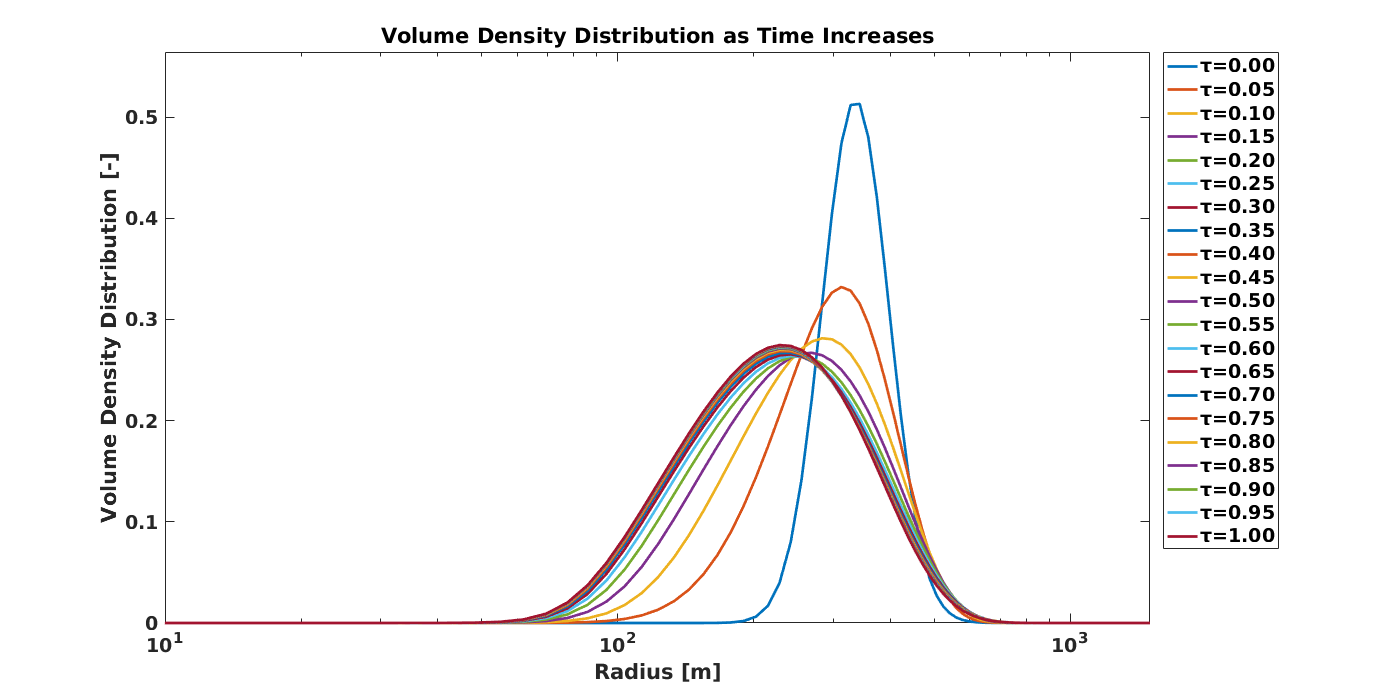 Volume Density Distribution as Time Increases
Volume Density Distribution [-]
0.5
0.4
0.3
0.2
0.1
0
10^1
10^2
10^3
Radius [m]
τ=0.00
τ=0.05
τ=0.10
τ=0.15
τ=0.20
τ=0.25
τ=0.30
τ=0.35
τ=0.40
τ=0.45
τ=0.50
τ=0.55
τ=0.60
τ=0.65
τ=0.70
τ=0.75
τ=0.80
τ=0.85
τ=0.90
τ=0.95
τ=1.00